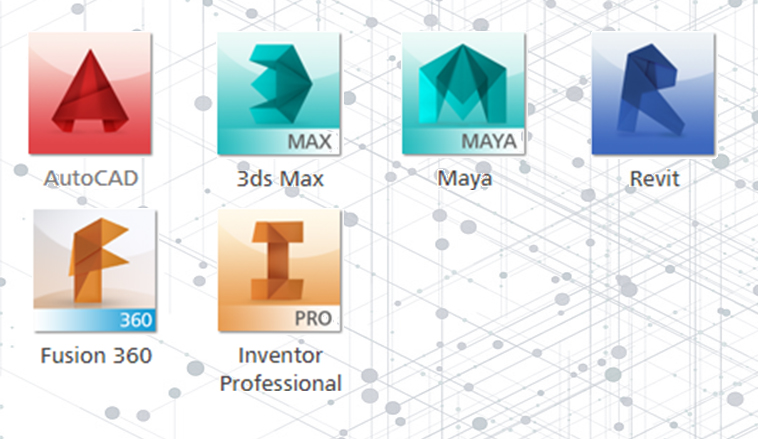 MAX
MAYA
AutoCAD
3ds Max
Maya
Revit
360
PRO
Fusion 360
Inventor
Professional